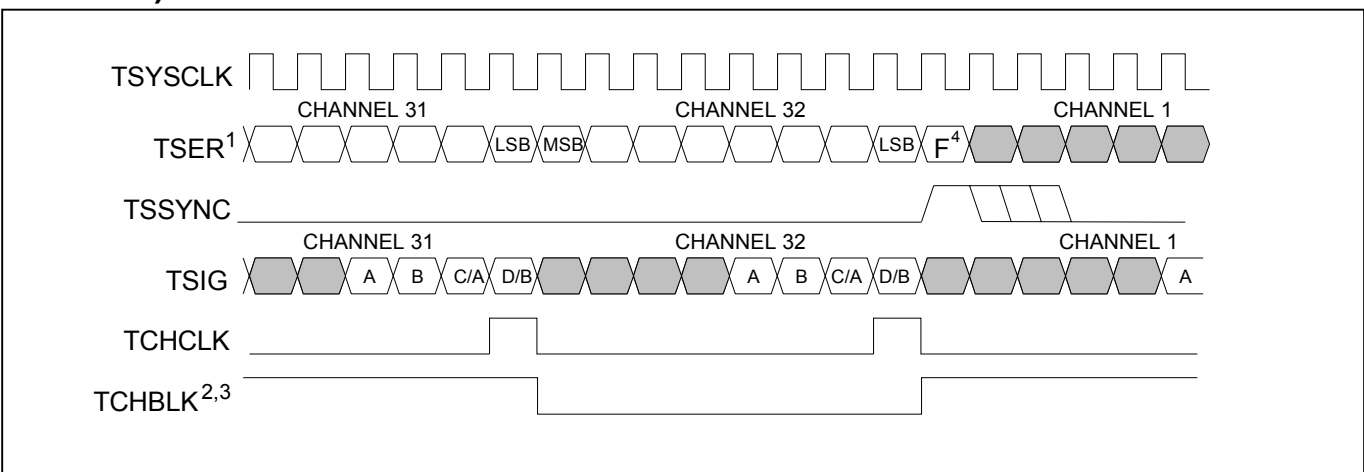 TSYSCLK
CHANNEL 31 CHANNEL 32 CHANNEL 1
TSER1 LSB MSB LSB F4
TSSYNC
CHANNEL 31 CHANNEL 32 CHANNEL 1
TSIG A B C/A D/B A B C/A D/B A
TCHCLK
TCHBLK2,3